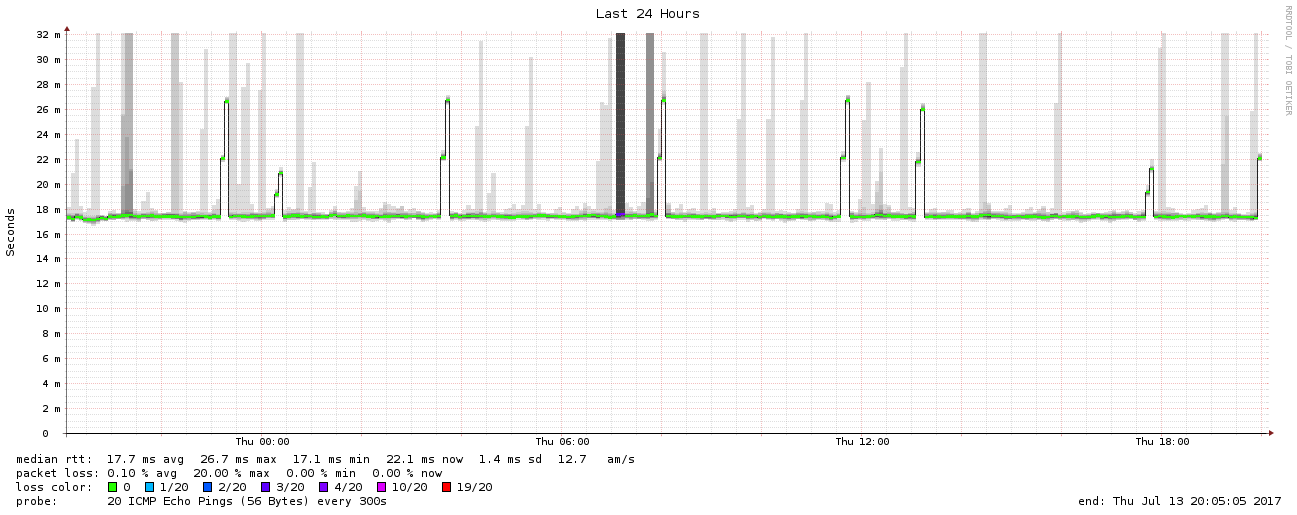 Last 24 Hours
RRDTOOL / TOBI OETIKER
Seconds
32 m
30 m
28 m
26 m
24 m
22 m
20 m
18 m
16 m
14 m
12 m
10 m
8 m
6 m
4 m
2 m
0
Thu 00:00 Thu 06:00 Thu 12:00 Thu 18:00
median rtt: 17.7 ms avg 26.7 ms max 17.1 ms min 22.1 ms now 1.4 ms sd 12.7 am/s
packet loss: 0.10 % avg 20.00 % max 0.00 % min 0.00 % now
loss color: 0 1/20 2/20 3/20 4/20 10/20 19/20
probe: 20 ICMP Echo Pings (56 Bytes) every 300s end: Thu Jul 13 20:05:05 2017